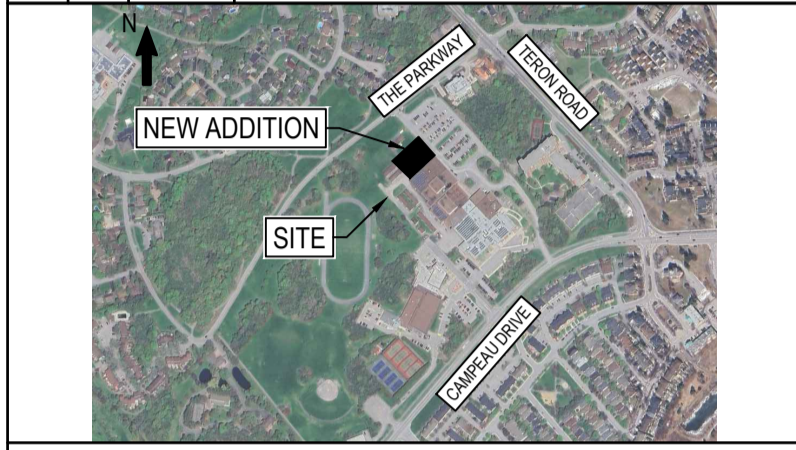 N
THE PARKWAY
TERON ROAD
NEW ADDITION
SITE
CAMPEAU DRIVE